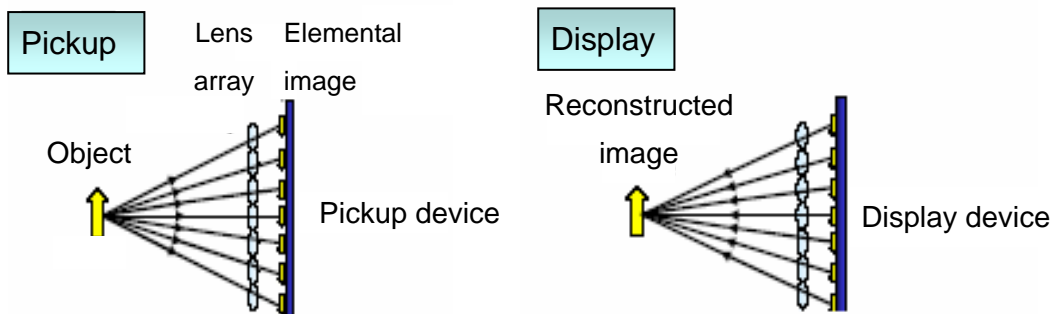 Pickup
Lens
array
Elemental
image
Object
Pickup device
Display
Reconstructed
image
Display device